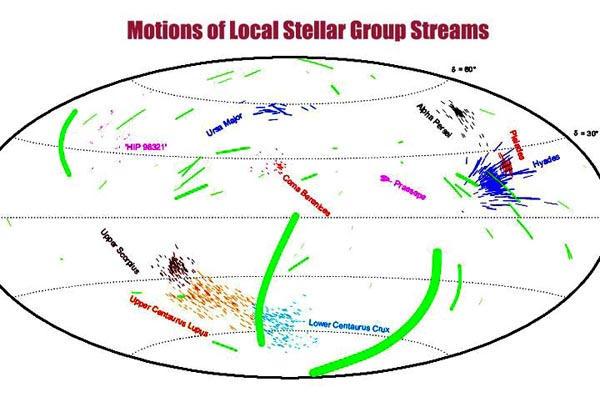 Motions of Local Stellar Group Streams
δ = 60°
Ursa Major
Alpha Persei
δ = 30°
'HIP 98321'
Pleiades
Hyades
Coma Berenices
Praesepe
Upper Scorpius
Upper Centaurus Lupus
Lower Centaurus Crux